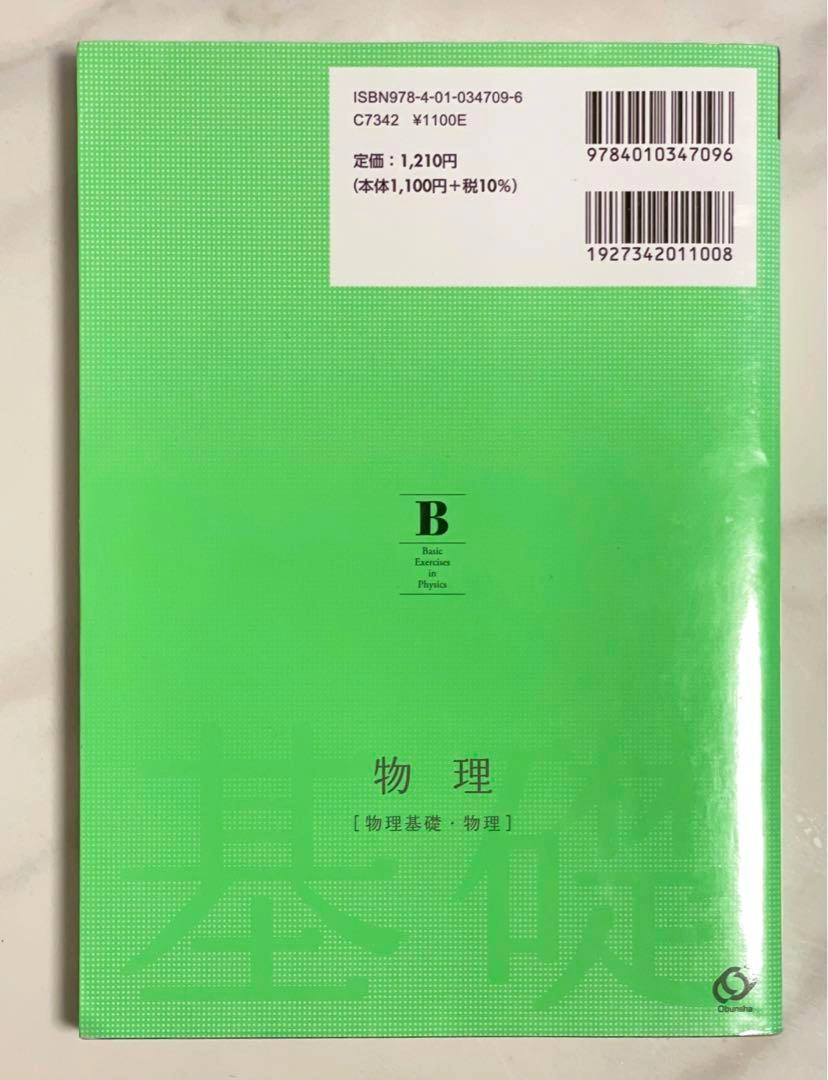 ISBN978-4-01-034709-6
C7342 ¥1100E
定価：1,210円
(本体1,100円＋税10%)
9784010347096
1927342011008
B
Basic
Exercises
in
Physics
物 理
[ 物理基礎・物理 ]
基礎
Obunsha